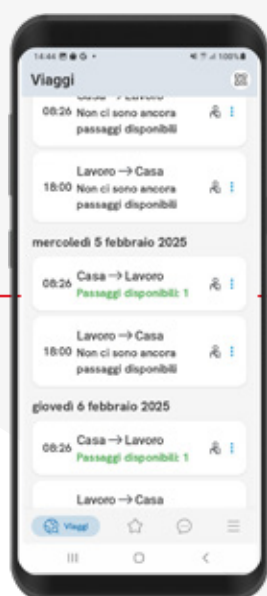 14:44
100%
Viaggi
Casa → Lavoro
08:26 Non ci sono ancora
passaggi disponibili
Lavoro → Casa
18:00 Non ci sono ancora
passaggi disponibili
mercoledì 5 febbraio 2025
08:26 Casa → Lavoro
Passaggi disponibili: 1
Lavoro → Casa
18:00 Non ci sono ancora
passaggi disponibili
giovedì 6 febbraio 2025
08:26 Casa → Lavoro
Passaggi disponibili: 1
Lavoro → Casa
Viaggi